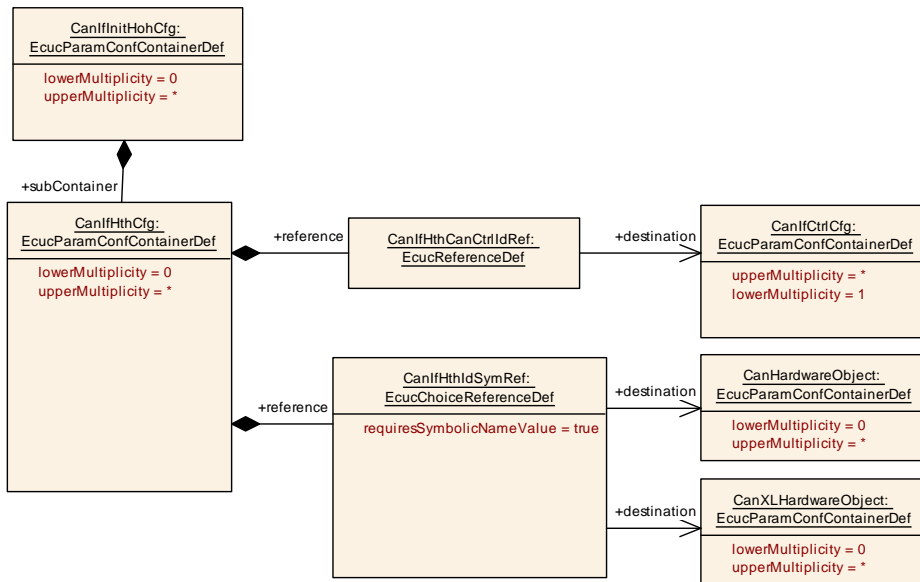 CanIfInitHohCfg:
EcucParamConfContainerDef
lowerMultiplicity = 0
upperMultiplicity = *
+subContainer
CanIfHthCfg:
EcucParamConfContainerDef
lowerMultiplicity = 0
upperMultiplicity = *
+reference
CanIfHthCanCtrlIdRef:
EcucReferenceDef
+destination
CanIfCtrlCfg:
EcucParamConfContainerDef
upperMultiplicity = *
lowerMultiplicity = 1
+reference
CanIfHthIdSymRef:
EcucChoiceReferenceDef
requiresSymbolicNameValue = true
+destination
CanHardwareObject:
EcucParamConfContainerDef
lowerMultiplicity = 0
upperMultiplicity = *
+destination
CanXLHardwareObject:
EcucParamConfContainerDef
lowerMultiplicity = 0
upperMultiplicity = *